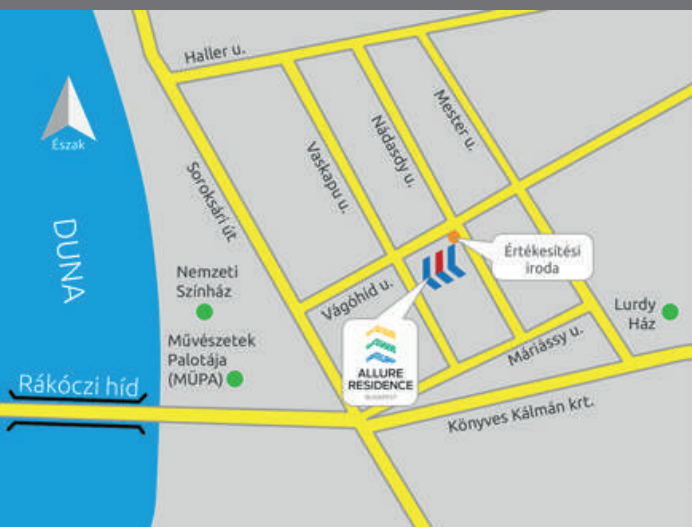 Haller u.
Mester u.
Nádasdy u.
Vaskapu u.
Észak
Soroksári út
DUNA
Értékesítési
iroda
Nemzeti
Színház
Vágóhíd u.
Lurdy
Ház
Művészetek
Palotája
(MÜPA)
Máriássy u.
ALLURE
RESIDENCE
BUDAPEST
Rákóczi híd
Könyves Kálmán krt.